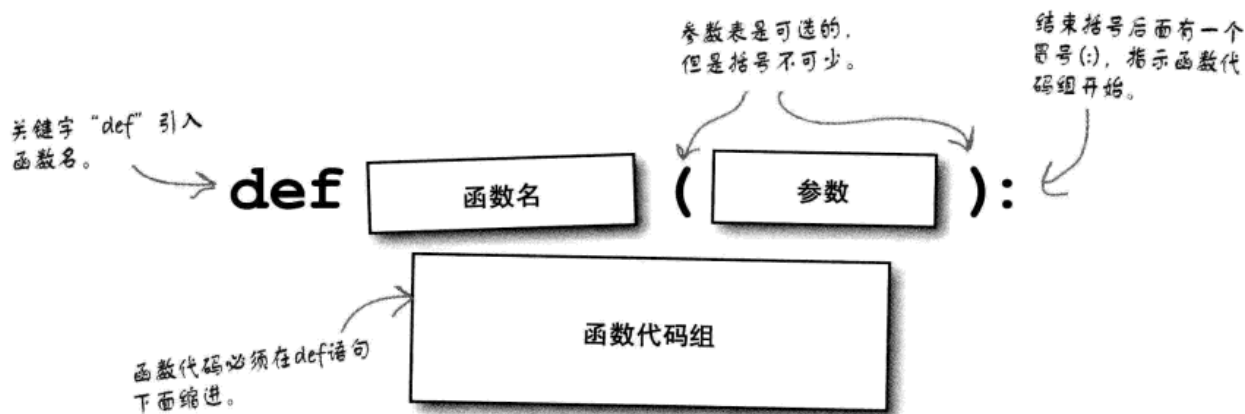 参数表是可选的，
但是括号不可少。
结束括号后面有一个
冒号(:)，指示函数代
码组开始。
关键字“def”引入
函数名。
def 函数名 ( 参数 ):
函数代码组
函数代码必须在def语句
下面缩进。